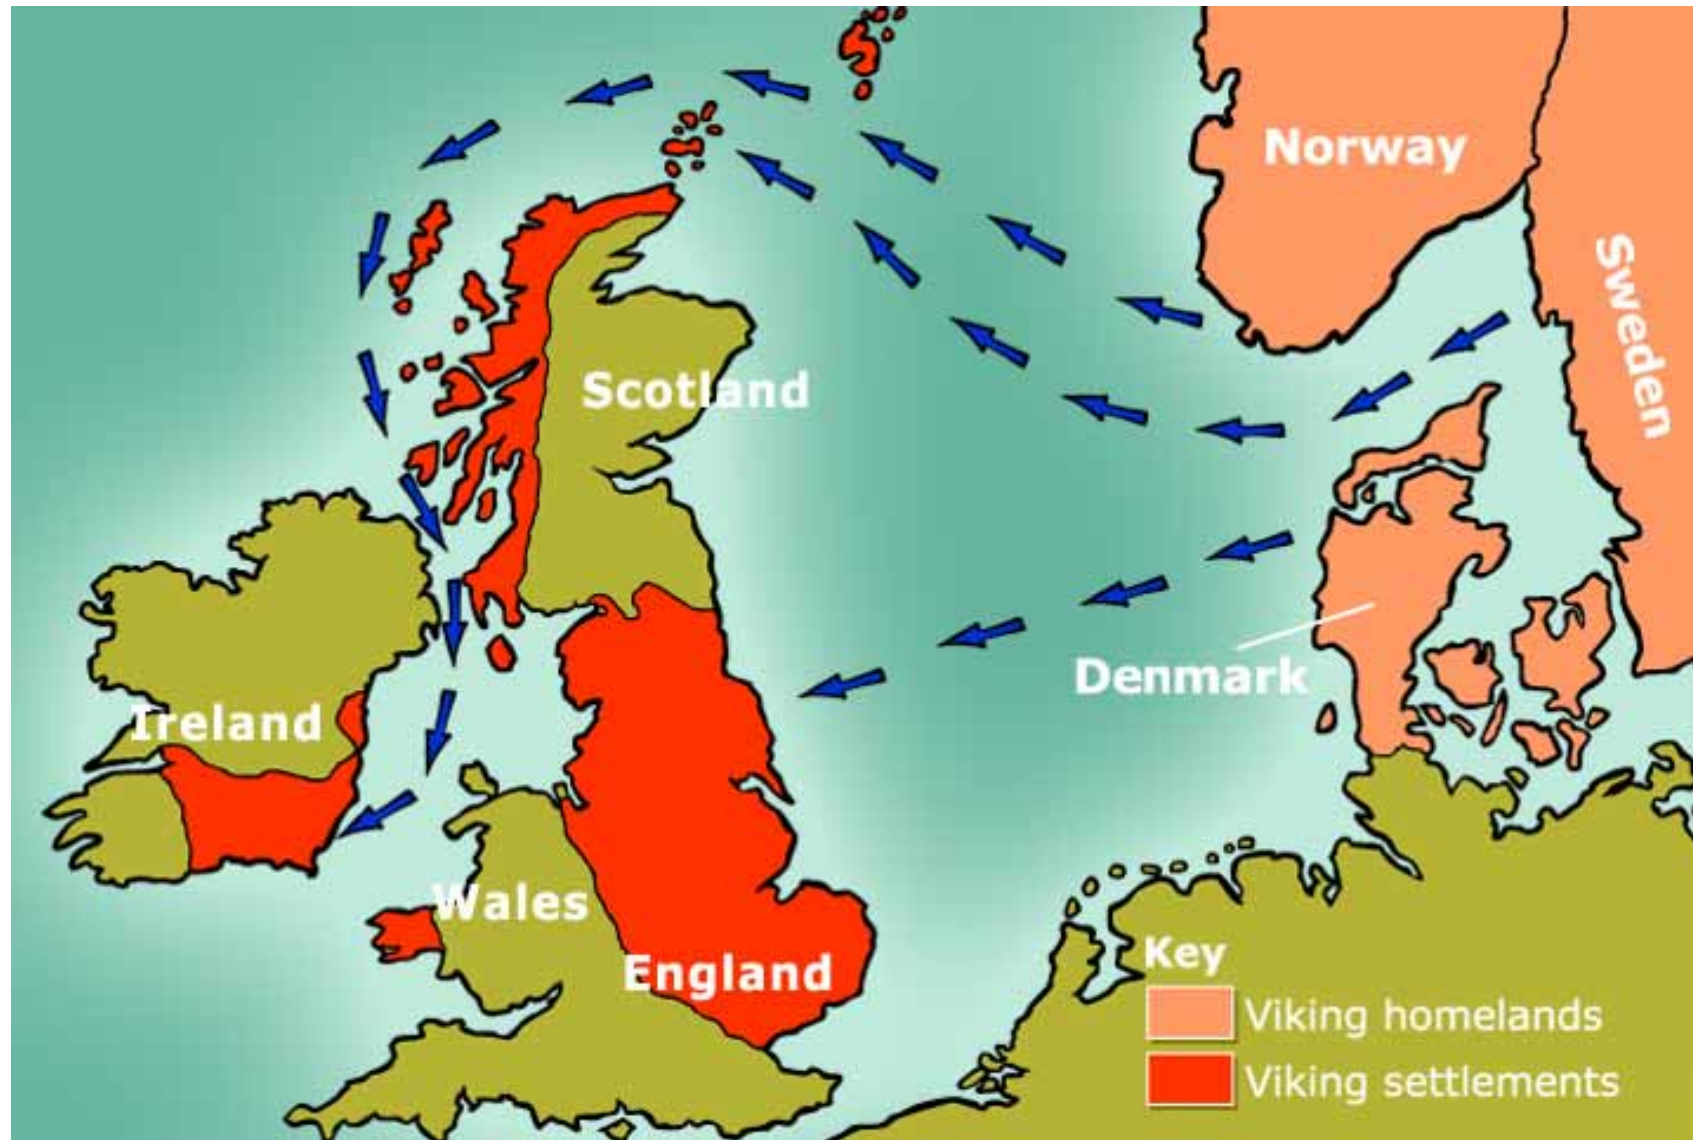 Norway
Sweden
Scotland
Denmark
Ireland
Wales
England
Key
Viking homelands
Viking settlements